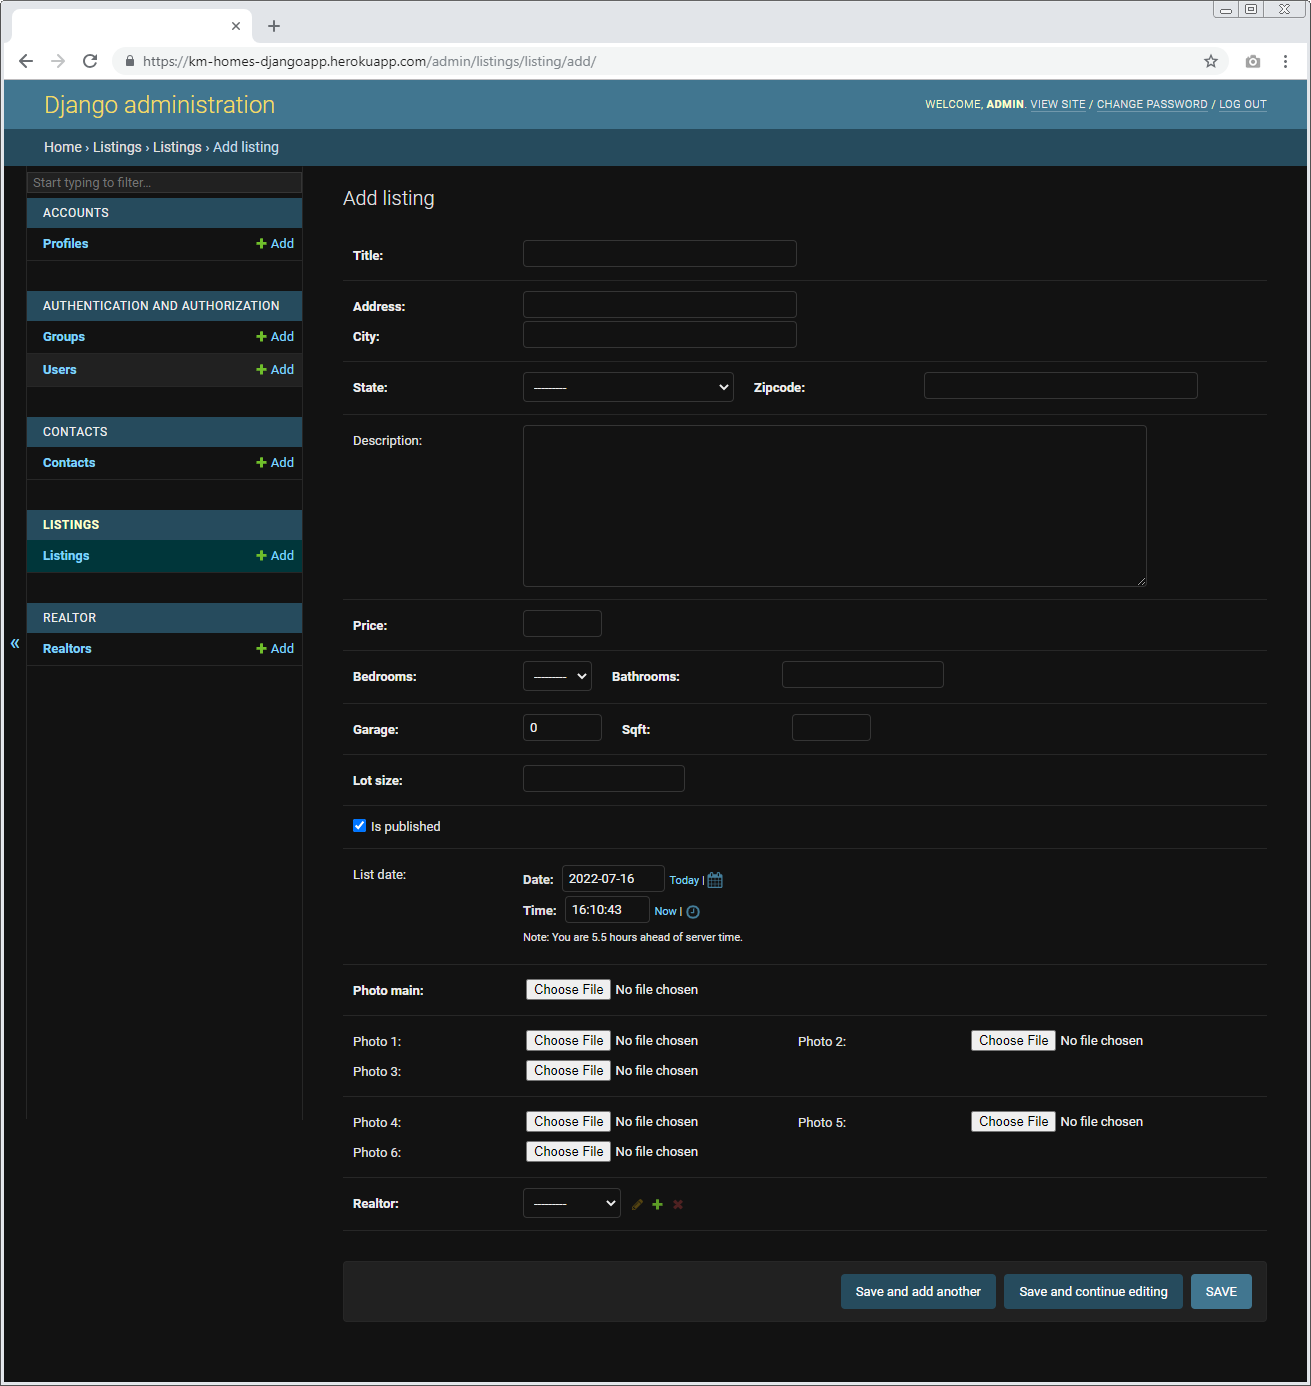 https://km-homes-djangoapp.herokuapp.com/admin/listings/listing/add/
Django administration
WELCOME, ADMIN. VIEW SITE / CHANGE PASSWORD / LOG OUT
Home › Listings › Listings › Add listing
Start typing to filter...
ACCOUNTS
Profiles + Add
AUTHENTICATION AND AUTHORIZATION
Groups + Add
Users + Add
CONTACTS
Contacts + Add
LISTINGS
Listings + Add
REALTOR
Realtors + Add
«
Add listing
Title:
Address:
City:
State: --------- Zipcode:
Description:
Price:
Bedrooms: --------- Bathrooms:
Garage: 0 Sqft:
Lot size:
Is published
List date:
Date: 2022-07-16 Today |
Time: 16:10:43 Now |
Note: You are 5.5 hours ahead of server time.
Photo main: Choose File No file chosen
Photo 1: Choose File No file chosen Photo 2: Choose File No file chosen
Photo 3: Choose File No file chosen
Photo 4: Choose File No file chosen Photo 5: Choose File No file chosen
Photo 6: Choose File No file chosen
Realtor: ---------
Save and add another Save and continue editing SAVE